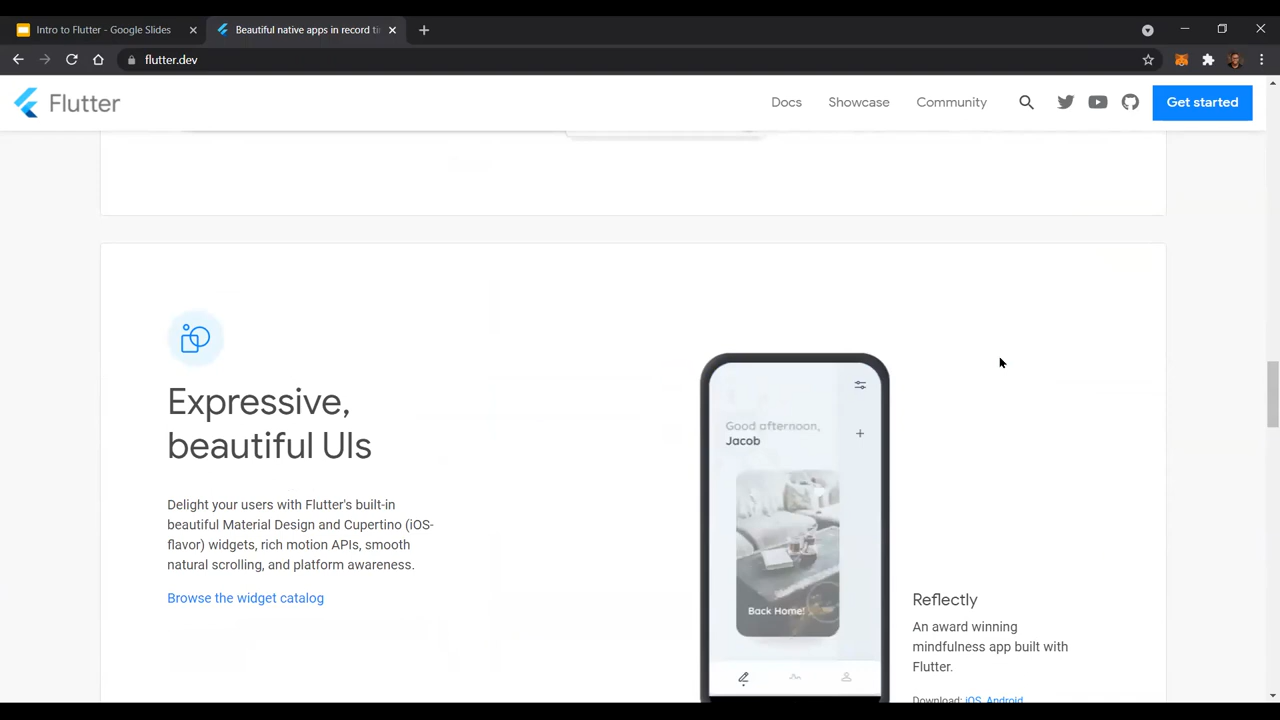 Intro to Flutter - Google Slides
Beautiful native apps in record ti
flutter.dev
Flutter
Docs
Showcase
Community
Get started
Expressive,
beautiful UIs
Delight your users with Flutter's built-in
beautiful Material Design and Cupertino (iOS-
flavor) widgets, rich motion APIs, smooth
natural scrolling, and platform awareness.
Browse the widget catalog
Good afternoon,
Jacob
Back Home!
Reflectly
An award winning
mindfulness app built with
Flutter.
Download: iOS, Android